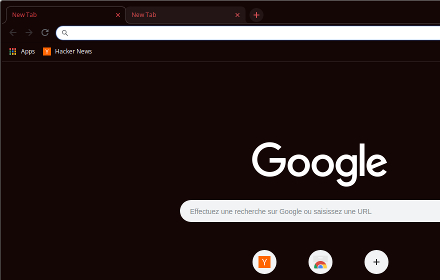 New Tab
New Tab
Apps
Hacker News
Google
Effectuez une recherche sur Google ou saisissez une URL